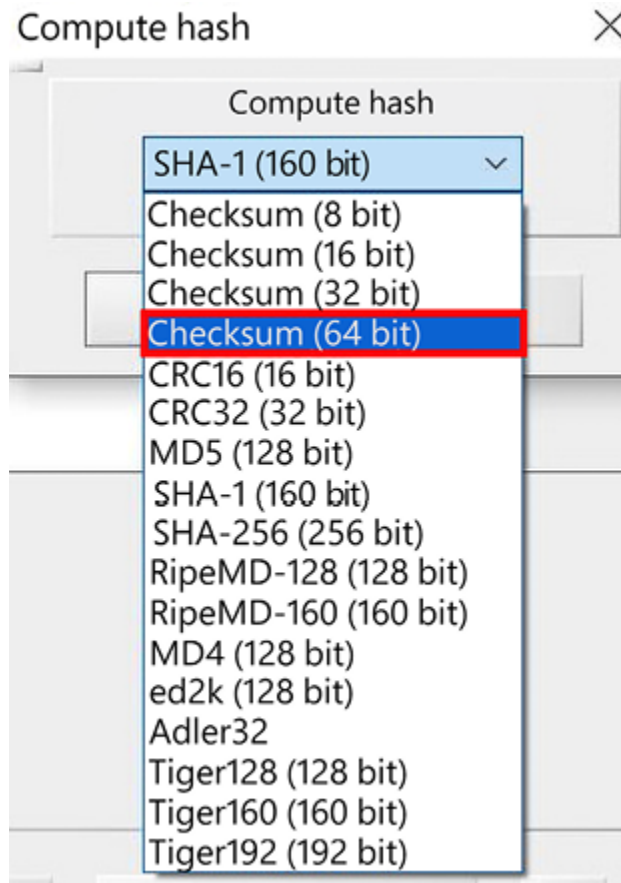 Compute hash
Compute hash
SHA-1 (160 bit)
Checksum (8 bit)
Checksum (16 bit)
Checksum (32 bit)
Checksum (64 bit)
CRC16 (16 bit)
CRC32 (32 bit)
MD5 (128 bit)
SHA-1 (160 bit)
SHA-256 (256 bit)
RipeMD-128 (128 bit)
RipeMD-160 (160 bit)
MD4 (128 bit)
ed2k (128 bit)
Adler32
Tiger128 (128 bit)
Tiger160 (160 bit)
Tiger192 (192 bit)